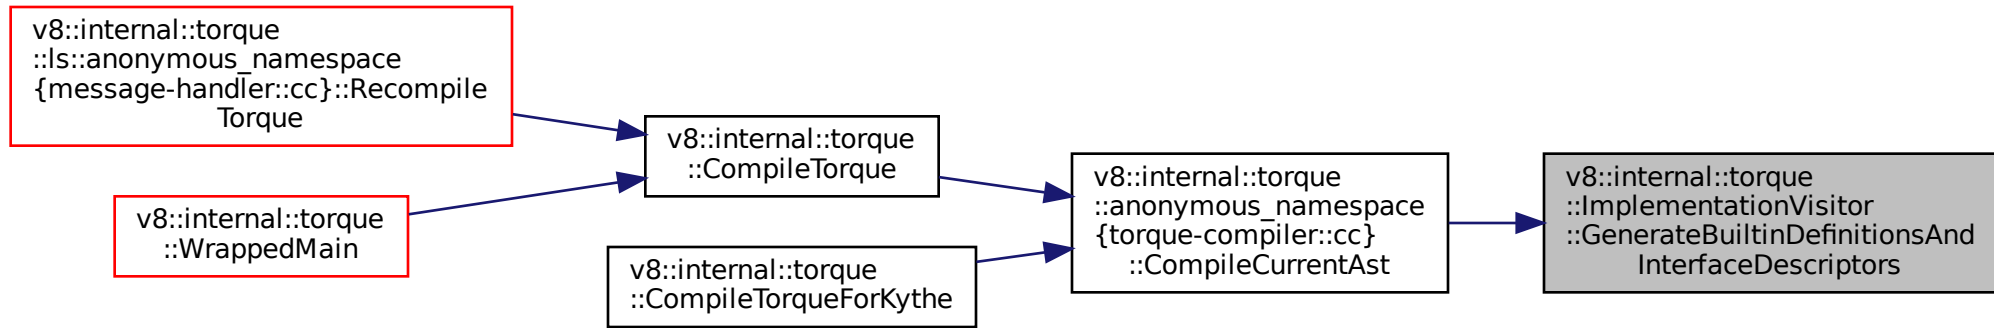 v8::internal::torque
::ls::anonymous_namespace
{message-handler::cc}::Recompile
Torque
v8::internal::torque
::WrappedMain
v8::internal::torque
::CompileTorque
v8::internal::torque
::CompileTorqueForKythe
v8::internal::torque
::anonymous_namespace
{torque-compiler::cc}
::CompileCurrentAst
v8::internal::torque
::ImplementationVisitor
::GenerateBuiltinDefinitionsAnd
InterfaceDescriptors